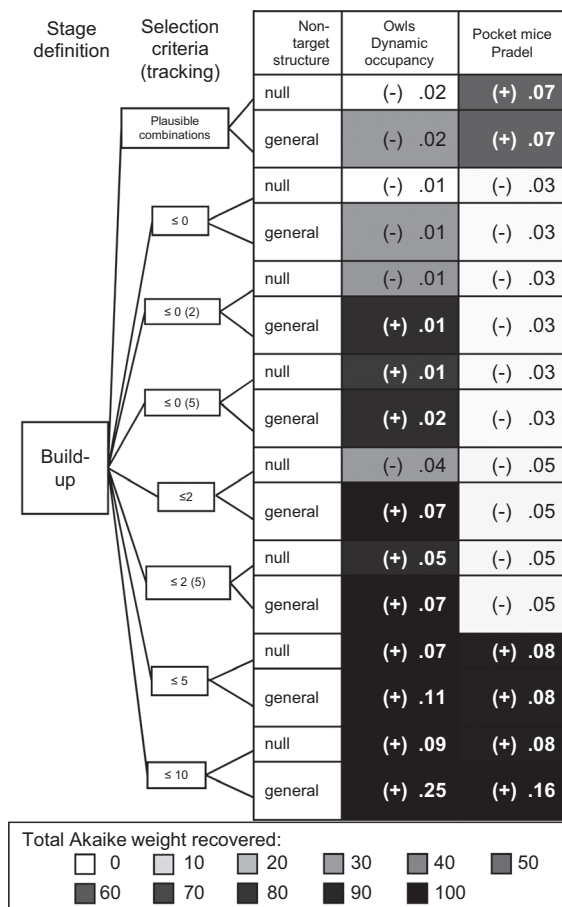 Stage definition
Selection criteria (tracking)
Non-target structure
Owls Dynamic occupancy
Pocket mice Pradel
Build-up
Plausible combinations
null (-) .02 (+) .07
general (-) .02 (+) .07
≤ 0
null (-) .01 (-) .03
general (-) .01 (-) .03
≤ 0 (2)
null (-) .01 (-) .03
general (+) .01 (-) .03
≤ 0 (5)
null (+) .01 (-) .03
general (+) .02 (-) .03
≤2
null (-) .04 (-) .05
general (+) .07 (-) .05
≤ 2 (5)
null (+) .05 (-) .05
general (+) .07 (-) .05
≤ 5
null (+) .07 (+) .08
general (+) .11 (+) .08
≤ 10
null (+) .09 (+) .08
general (+) .25 (+) .16
Total Akaike weight recovered:
0 10 20 30 40 50
60 70 80 90 100